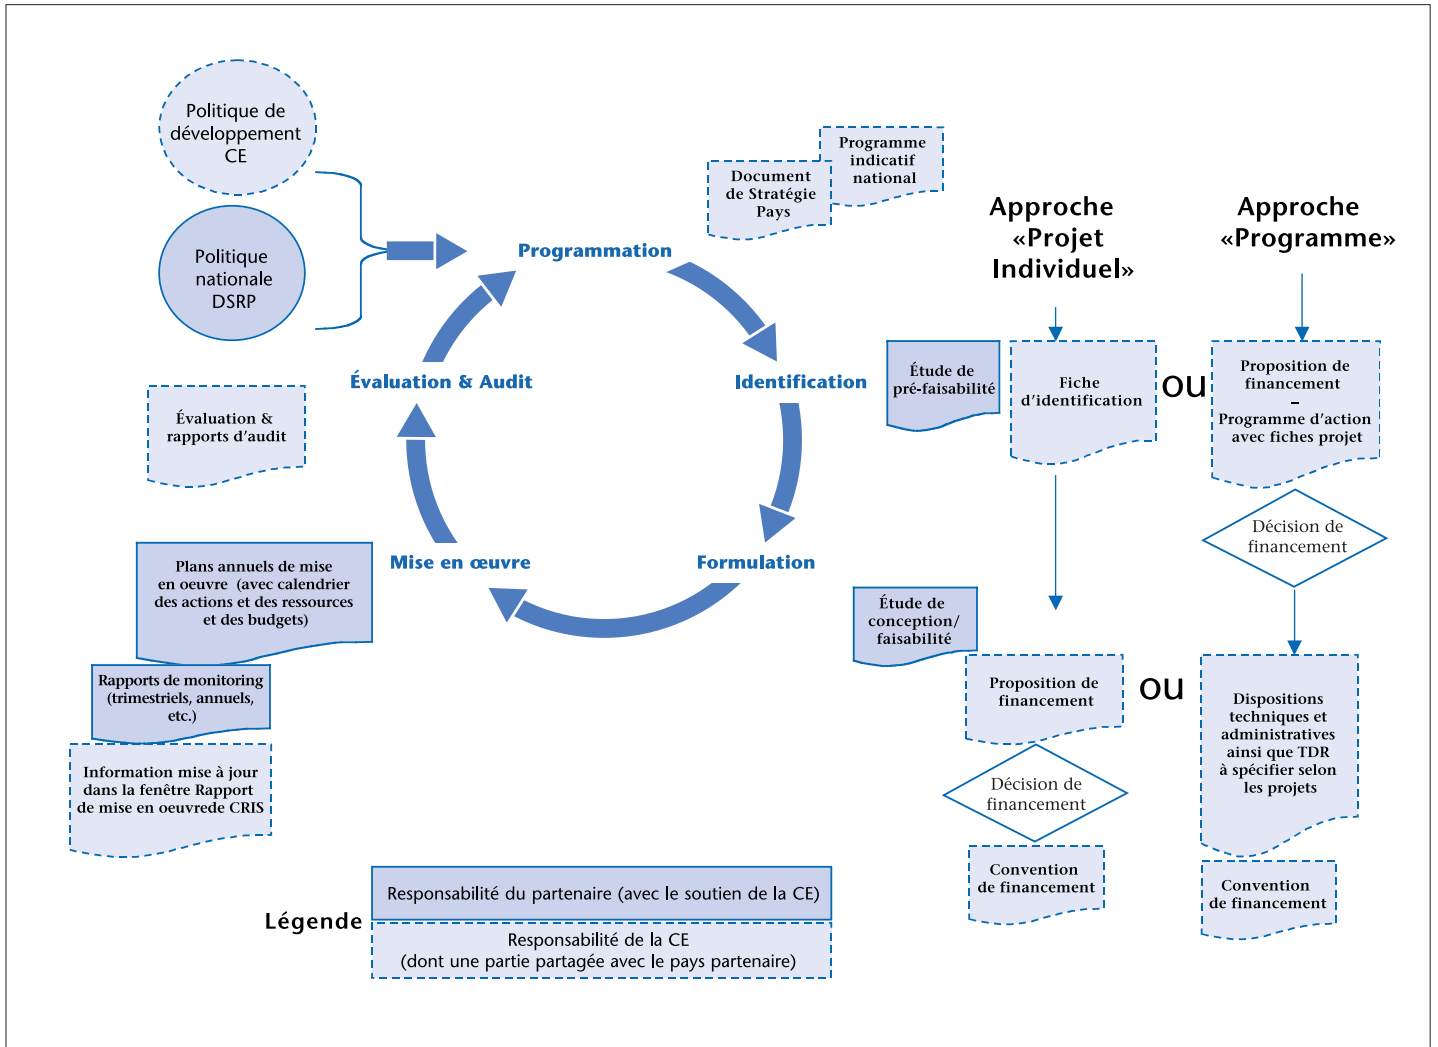 Politique de
développement
CE
Politique
nationale
DSRP
Programmation
Document
de Stratégie
Pays
Programme
indicatif
national
Approche
«Projet
Individuel»
Approche
«Programme»
Évaluation & Audit
Identification
Étude de
pré-faisabilité
Fiche
d'identification
ou
Proposition de
financement
–
Programme d'action
avec fiches projet
Évaluation &
rapports d'audit
Décision de
financement
Mise en œuvre
Formulation
Plans annuels de mise
en oeuvre (avec calendrier
des actions et des ressources
et des budgets)
Étude de
conception/
faisabilité
Rapports de monitoring
(trimestriels, annuels,
etc.)
Proposition de
financement
ou
Dispositions
techniques et
administratives
ainsi que TDR
à spécifier selon
les projets
Information mise à jour
dans la fenêtre Rapport
de mise en oeuvrede CRIS
Décision de
financement
Convention
de financement
Convention
de financement
Légende
Responsabilité du partenaire (avec le soutien de la CE)
Responsabilité de la CE
(dont une partie partagée avec le pays partenaire)